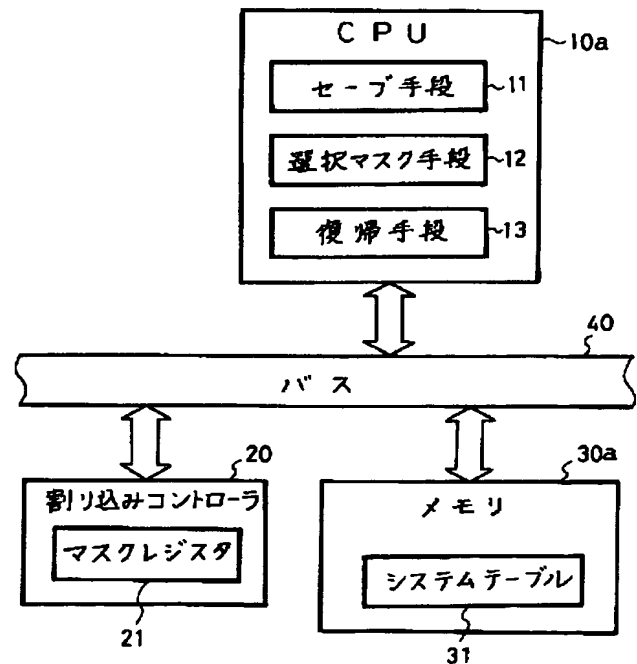 CPU
10a
セーブ手段
11
選択マスク手段
12
復帰手段
13
40
バス
20
割り込みコントローラ
マスクレジスタ
21
30a
メモリ
システムテーブル
31